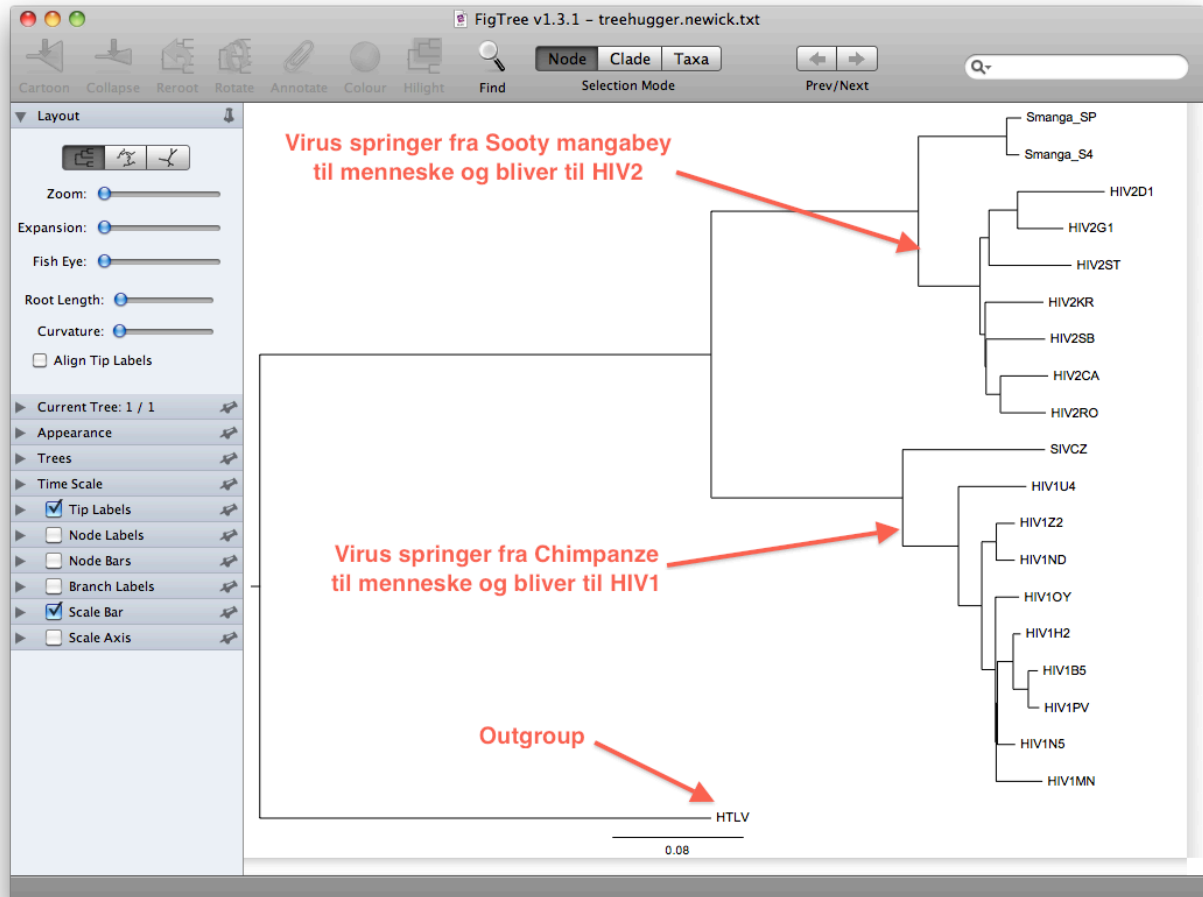 FigTree v1.3.1 – treehugger.newick.txt
Cartoon Collapse Reroot Rotate Annotate Colour Hilight Find
Node Clade Taxa
Selection Mode
Prev/Next
Layout
Zoom:
Expansion:
Fish Eye:
Root Length:
Curvature:
Align Tip Labels
Current Tree: 1 / 1
Appearance
Trees
Time Scale
Tip Labels
Node Labels
Node Bars
Branch Labels
Scale Bar
Scale Axis
Virus springer fra Sooty mangabey
til menneske og bliver til HIV2
Smanga_SP
Smanga_S4
HIV2D1
HIV2G1
HIV2ST
HIV2KR
HIV2SB
HIV2CA
HIV2RO
SIVCZ
HIV1U4
HIV1Z2
Virus springer fra Chimpanze
til menneske og bliver til HIV1
HIV1ND
HIV1OY
HIV1H2
HIV1B5
HIV1PV
HIV1N5
HIV1MN
Outgroup
HTLV
0.08